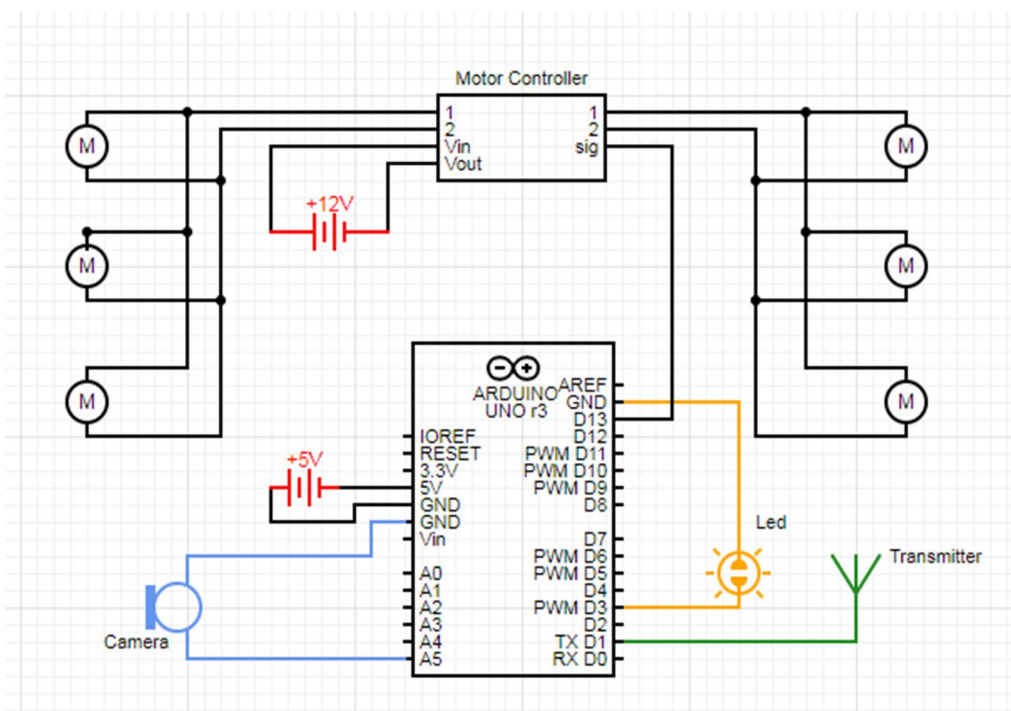 Motor Controller
1
2
Vin
Vout
1
2
sig
M
M
M
M
M
M
+12V
ARDUINO
UNO r3
AREF
GND
D13
D12
PWM D11
PWM D10
PWM D9
D8
D7
PWM D6
PWM D5
D4
PWM D3
D2
TX D1
RX D0
IOREF
RESET
3.3V
5V
GND
GND
Vin
A0
A1
A2
A3
A4
A5
+5V
Led
Transmitter
Camera